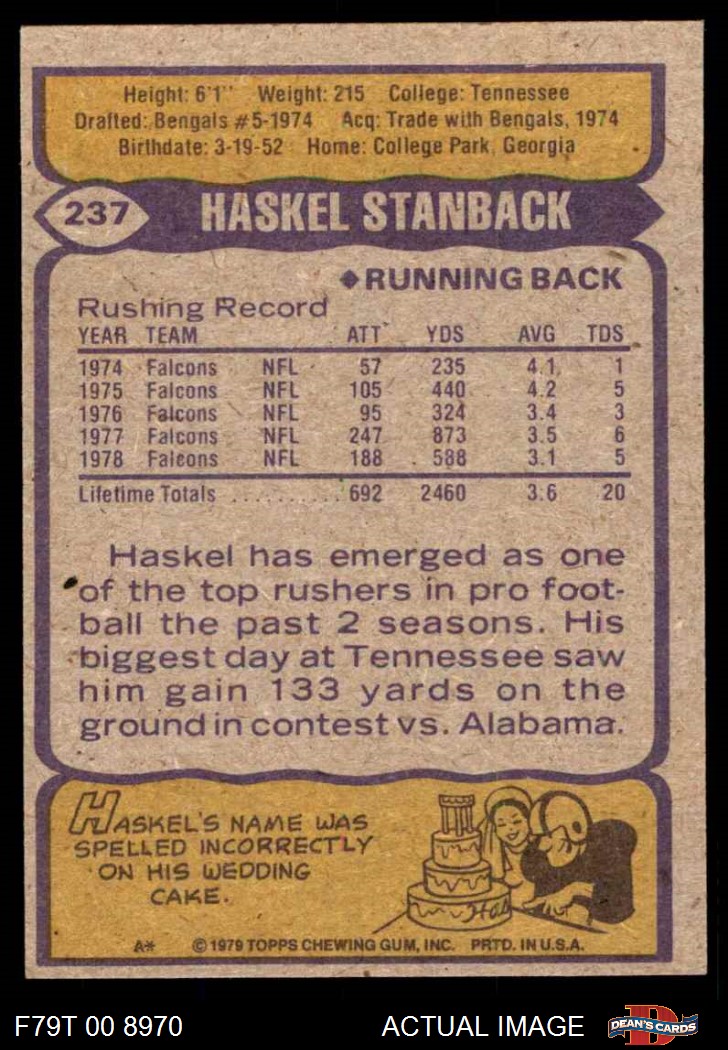 Height: 6'1" Weight: 215 College: Tennessee
Drafted: Bengals #5-1974 Acq: Trade with Bengals, 1974
Birthdate: 3-19-52 Home: College Park, Georgia
237 HASKEL STANBACK
◆RUNNING BACK
Rushing Record
YEAR TEAM ATT YDS AVG TDS
1974 Falcons NFL 57 235 4.1 1
1975 Falcons NFL 105 440 4.2 5
1976 Falcons NFL 95 324 3.4 3
1977 Falcons NFL 247 873 3.5 6
1978 Falcons NFL 188 588 3.1 5
Lifetime Totals .......... 692 2460 3.6 20
Haskel has emerged as one
of the top rushers in pro foot-
ball the past 2 seasons. His
biggest day at Tennessee saw
him gain 133 yards on the
ground in contest vs. Alabama.
HASKEL'S NAME WAS
SPELLED INCORRECTLY
ON HIS WEDDING
CAKE.
Has
A* © 1979 TOPPS CHEWING GUM, INC. PRTD. IN U.S.A.
F79T 00 8970 ACTUAL IMAGE D DEAN'S CARDS